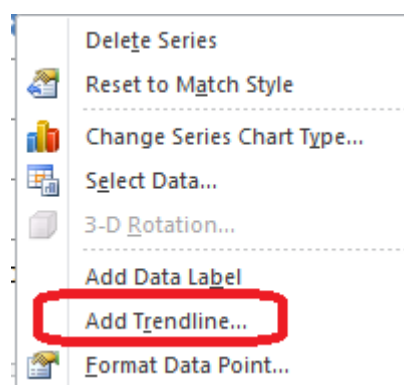 Delete Series
Reset to Match Style
Change Series Chart Type...
Select Data...
3-D Rotation...
Add Data Label
Add Trendline...
Format Data Point...